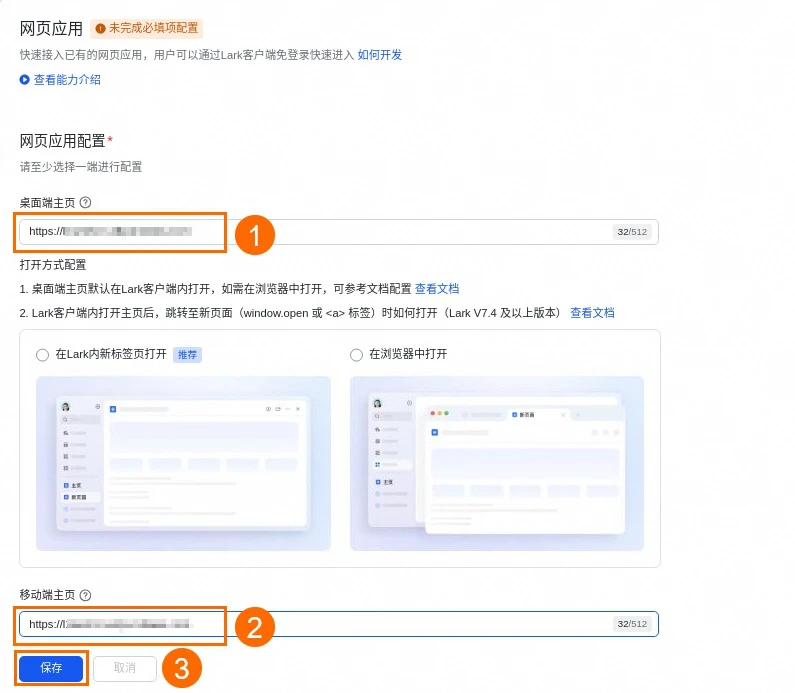 网页应用 未完成必填项配置
快速接入已有的网页应用，用户可以通过Lark客户端免登录快速进入 如何开发
查看能力介绍
网页应用配置*
请至少选择一端进行配置
桌面端主页
https://
1
32/512
打开方式配置
1. 桌面端主页默认在Lark客户端内打开，如需在浏览器中打开，可参考文档配置 查看文档
2. Lark客户端内打开主页后，跳转至新页面（window.open 或 <a> 标签）时如何打开（Lark V7.4 及以上版本） 查看文档
在Lark内新标签页打开 推荐
在浏览器中打开
主页
新页面
新页面
主页
移动端主页
https://
2
32/512
保存 取消 3